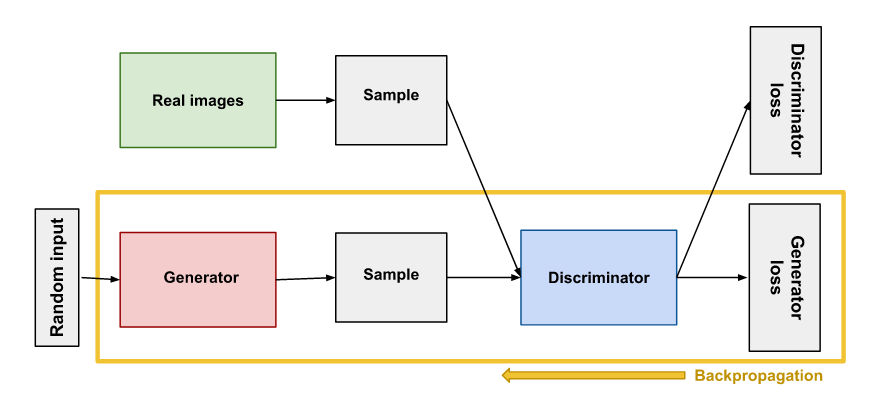 Real images
Sample
Discriminator
loss
Random input
Generator
Sample
Discriminator
Generator
loss
Backpropagation